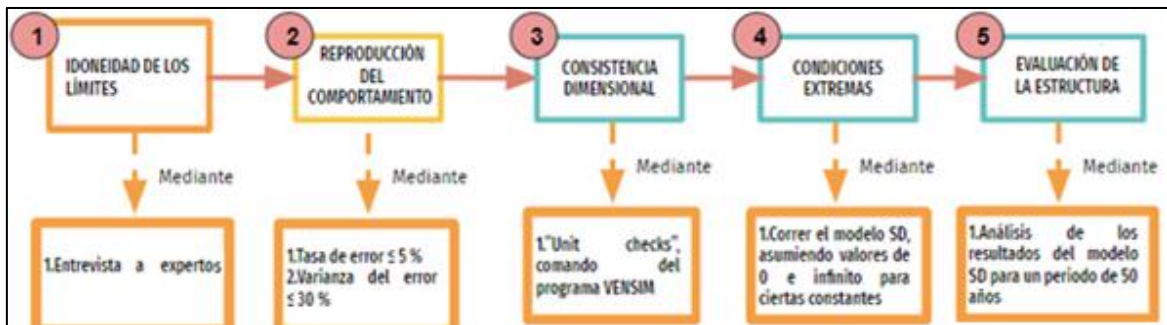 1
IDONEIDAD DE LOS
LÍMITES
2
REPRODUCCIÓN
DEL
COMPORTAMIENTO
3
CONSISTENCIA
DIMENSIONAL
4
CONDICIONES
EXTREMAS
5
EVALUACIÓN DE
LA ESTRUCTURA
Mediante
Mediante
Mediante
Mediante
Mediante
1.Entrevista a expertos
1.Tasa de error ≤ 5 %
2.Varianza del error
≤ 30 %
1."Unit checks",
comando del
programa VENSIM
1.Correr el modelo SD,
asumiendo valores de
0 e infinito para
ciertas constantes
1.Análisis de los
resultados del modelo
SD para un periodo de 50
años